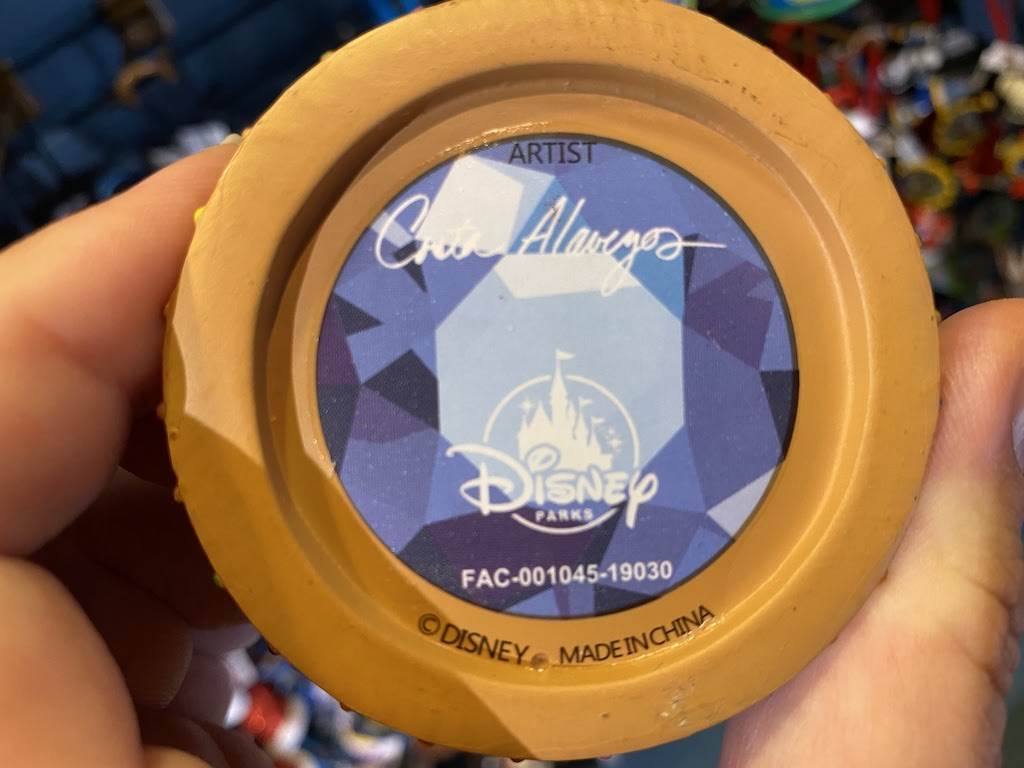 ARTIST
Costa Alavezos
DISNEY
PARKS
FAC-001045-19030
© DISNEY • MADE IN CHINA